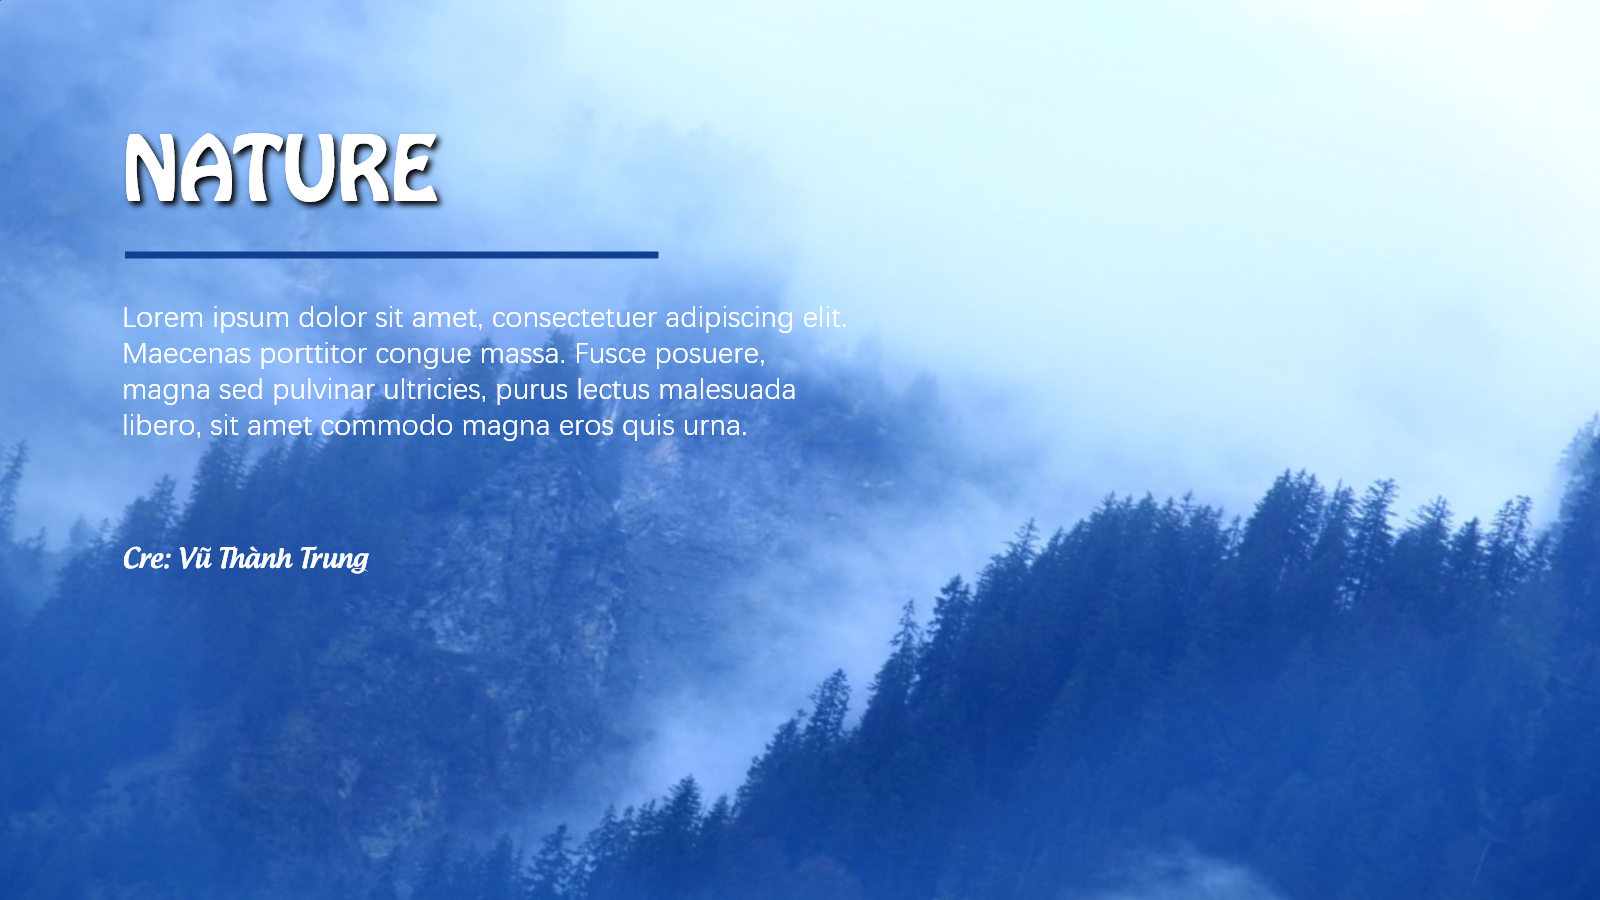 NATURE
Lorem ipsum dolor sit amet, consectetuer adipiscing elit.
Maecenas porttitor congue massa. Fusce posuere,
magna sed pulvinar ultricies, purus lectus malesuada
libero, sit amet commodo magna eros quis urna.
Cre: Vũ Thành Trung